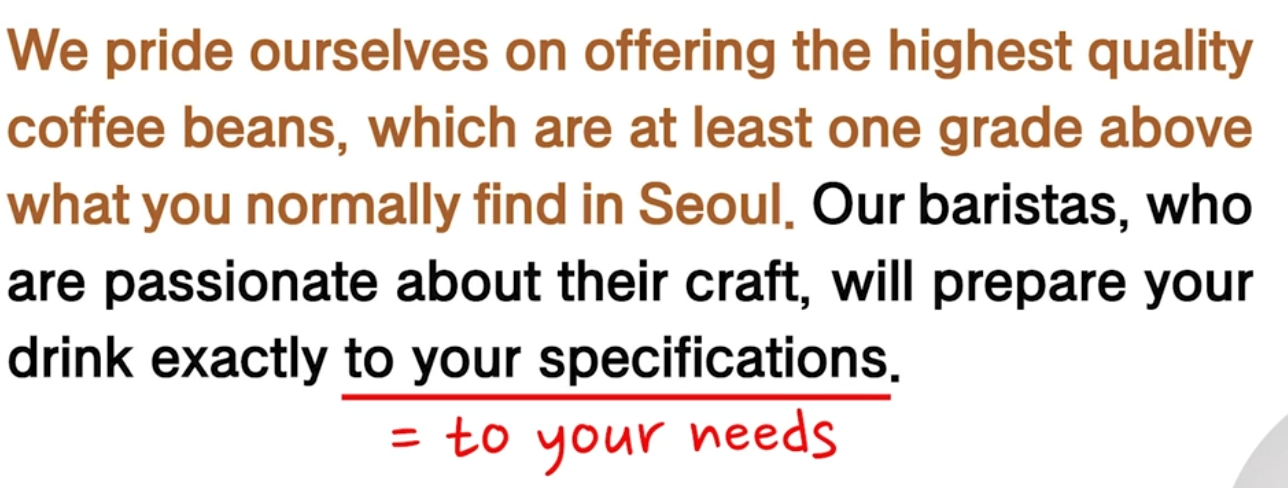 We pride ourselves on offering the highest quality
coffee beans, which are at least one grade above
what you normally find in Seoul. Our baristas, who
are passionate about their craft, will prepare your
drink exactly to your specifications.
= to your needs